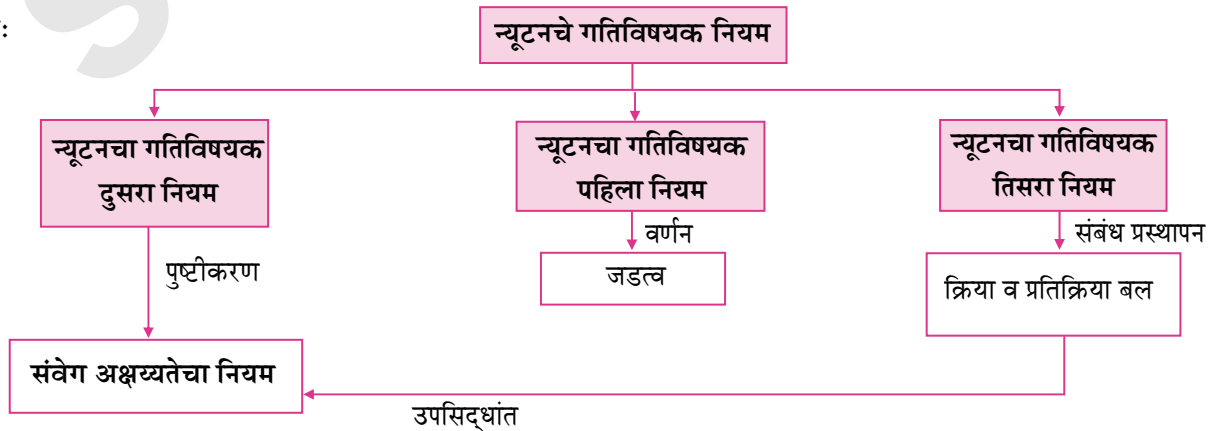 न्यूटनचे गतिविषयक नियम
न्यूटनचा गतिविषयक
दुसरा नियम
न्यूटनचा गतिविषयक
पहिला नियम
न्यूटनचा गतिविषयक
तिसरा नियम
पुष्टीकरण
वर्णन
संबंध प्रस्थापन
जडत्व
क्रिया व प्रतिक्रिया बल
संवेग अक्षय्यतेचा नियम
उपसिद्धांत